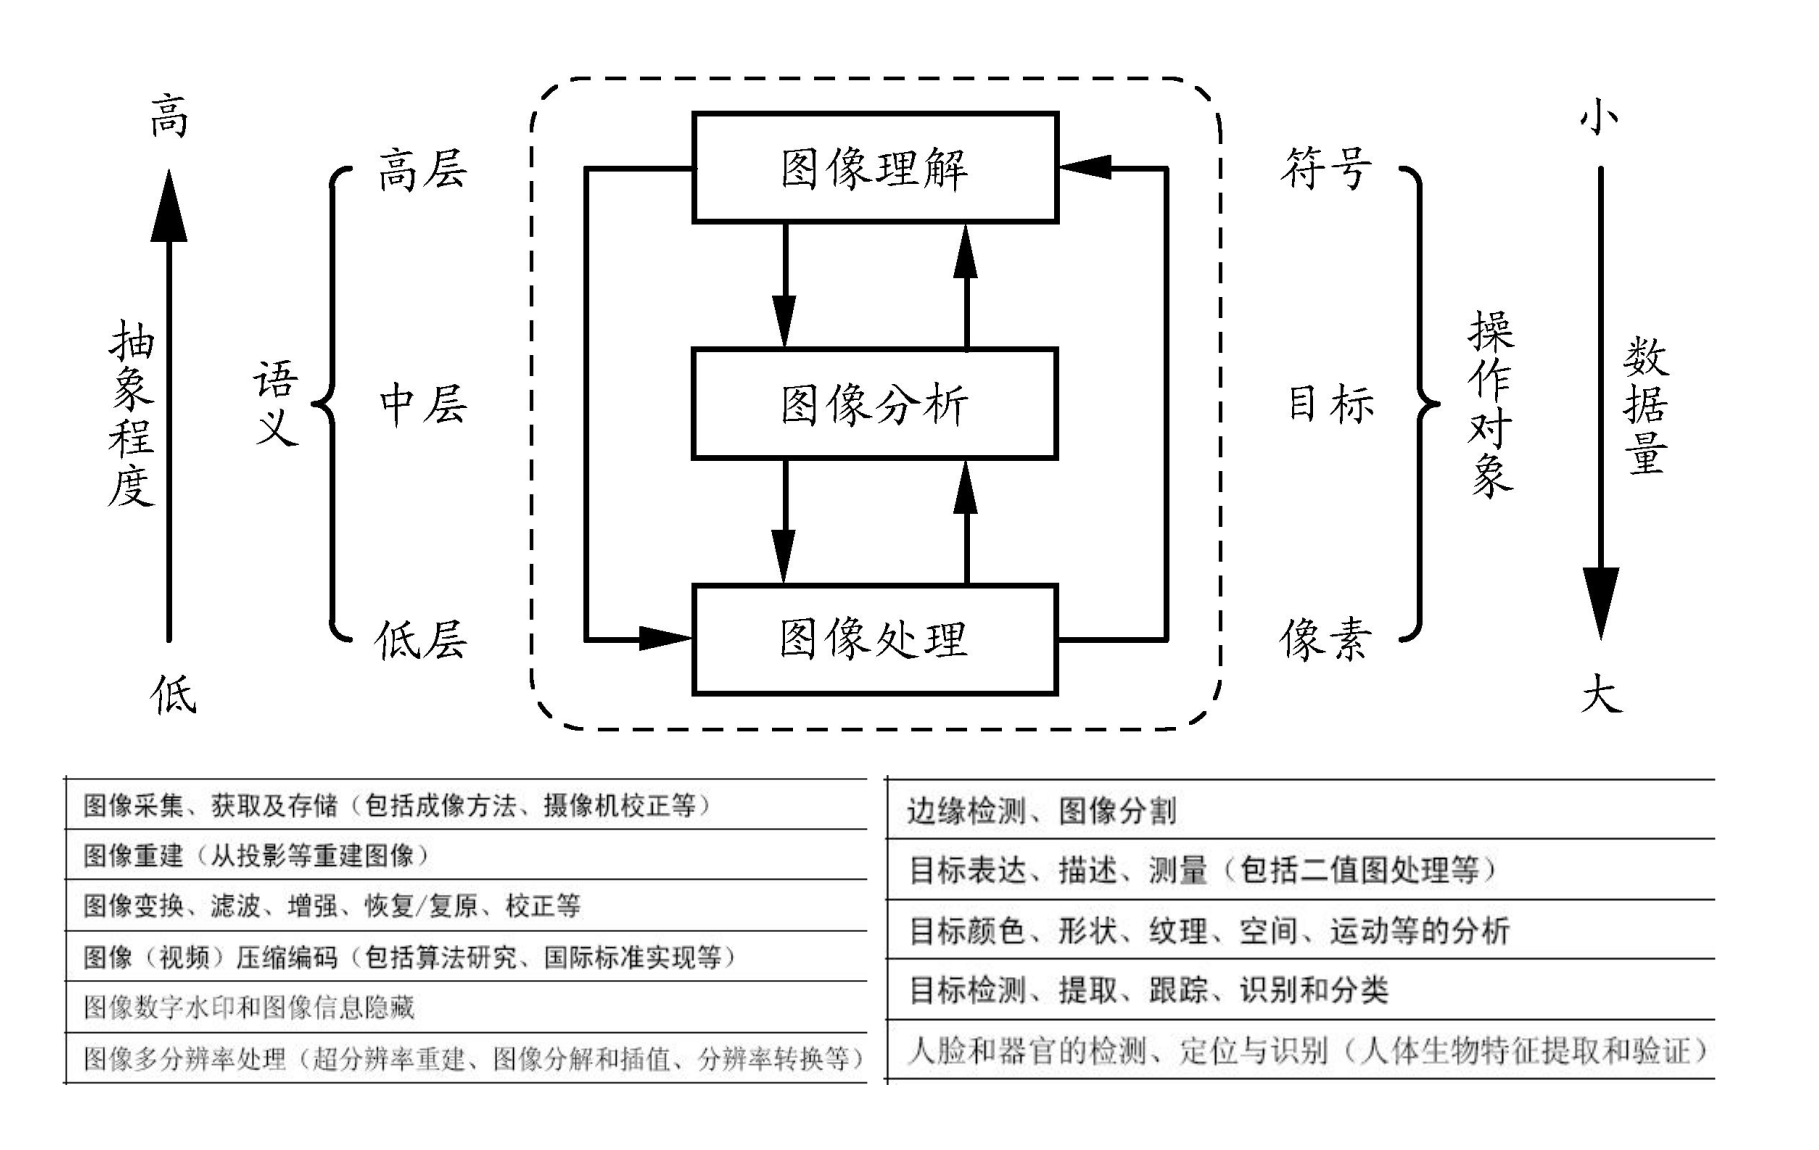 高
小
高层
图像理解
符号
抽象程度
语义
中层
图像分析
目标
操作对象
数据量
低层
图像处理
像素
低
大
图像采集、获取及存储（包括成像方法、摄像机校正等）
图像重建（从投影等重建图像）
图像变换、滤波、增强、恢复/复原、校正等
图像（视频）压缩编码（包括算法研究、国际标准实现等）
图像数字水印和图像信息隐藏
图像多分辨率处理（超分辨率重建、图像分解和插值、分辨率转换等）
边缘检测、图像分割
目标表达、描述、测量（包括二值图处理等）
目标颜色、形状、纹理、空间、运动等的分析
目标检测、提取、跟踪、识别和分类
人脸和器官的检测、定位与识别（人体生物特征提取和验证）